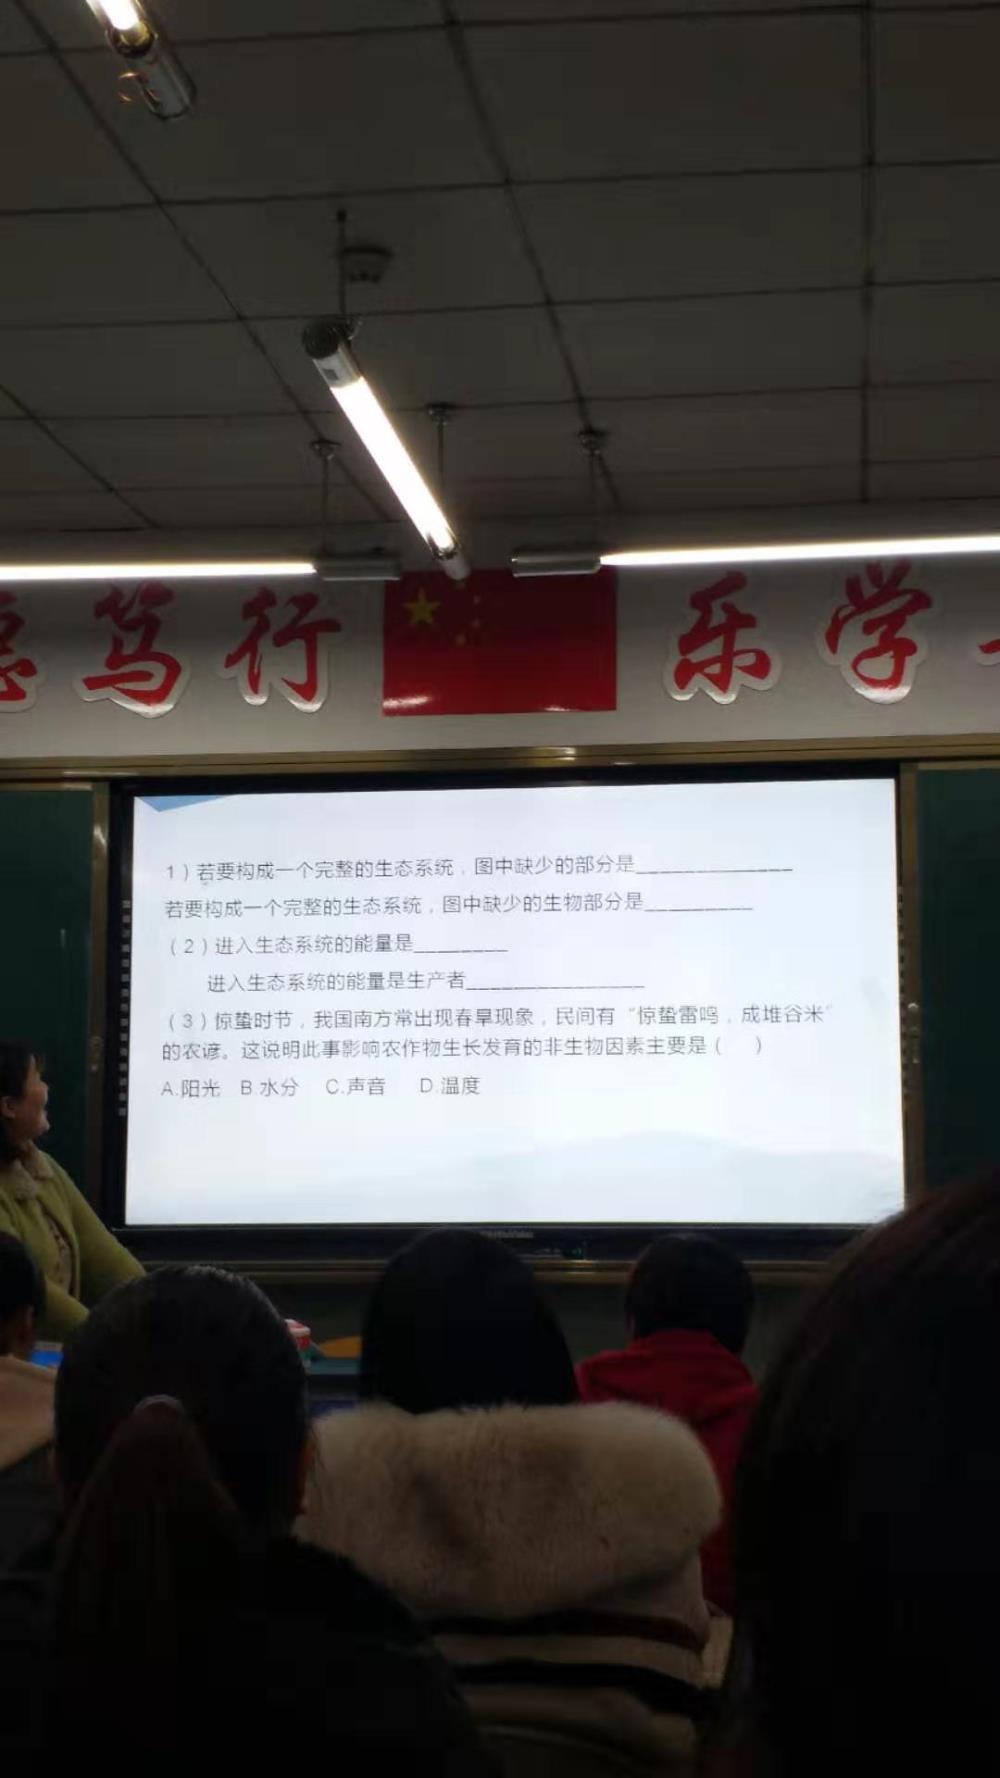 笃行
乐学
1）若要构成一个完整的生态系统，图中缺少的部分是______________
若要构成一个完整的生态系统，图中缺少的生物部分是__________
（2）进入生态系统的能量是________
进入生态系统的能量是生产者________________
（3）惊蛰时节，我国南方常出现春旱现象，民间有“惊蛰雷鸣，成堆谷米”
的农谚。这说明此事影响农作物生长发育的非生物因素主要是（ ）
A.阳光 B.水分 C.声音 D.温度